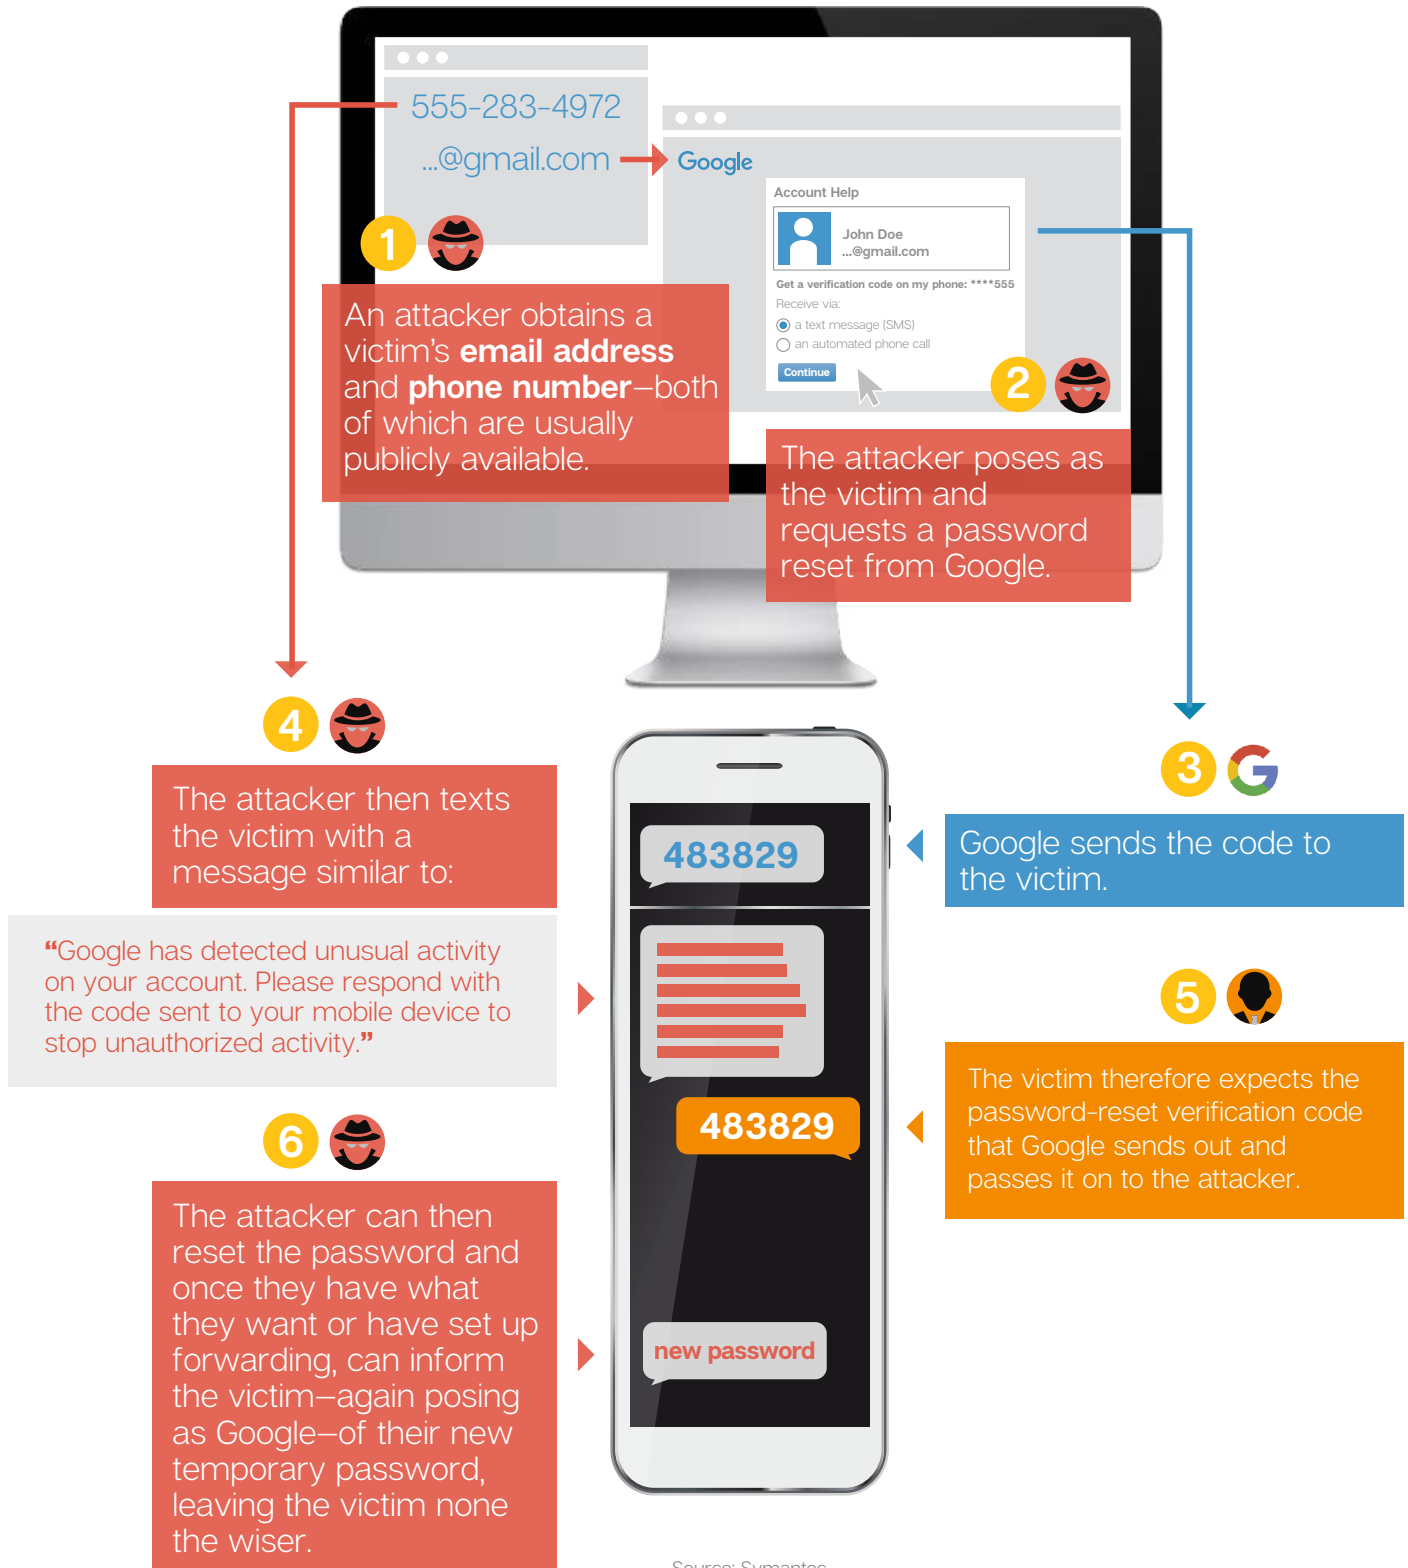 555-283-4972
...@gmail.com
Google
Account Help
John Doe
...@gmail.com
Get a verification code on my phone: ****555
Receive via:
a text message (SMS)
an automated phone call
Continue
1
An attacker obtains a
victim's email address
and phone number—both
of which are usually
publicly available.
2
The attacker poses as
the victim and
requests a password
reset from Google.
3
G
Google sends the code to
the victim.
483829
4
The attacker then texts
the victim with a
message similar to:
“Google has detected unusual activity
on your account. Please respond with
the code sent to your mobile device to
stop unauthorized activity.”
5
The victim therefore expects the
password-reset verification code
that Google sends out and
passes it on to the attacker.
483829
6
The attacker can then
reset the password and
once they have what
they want or have set up
forwarding, can inform
the victim—again posing
as Google—of their new
temporary password,
leaving the victim none
the wiser.
new password
Source: Symantec